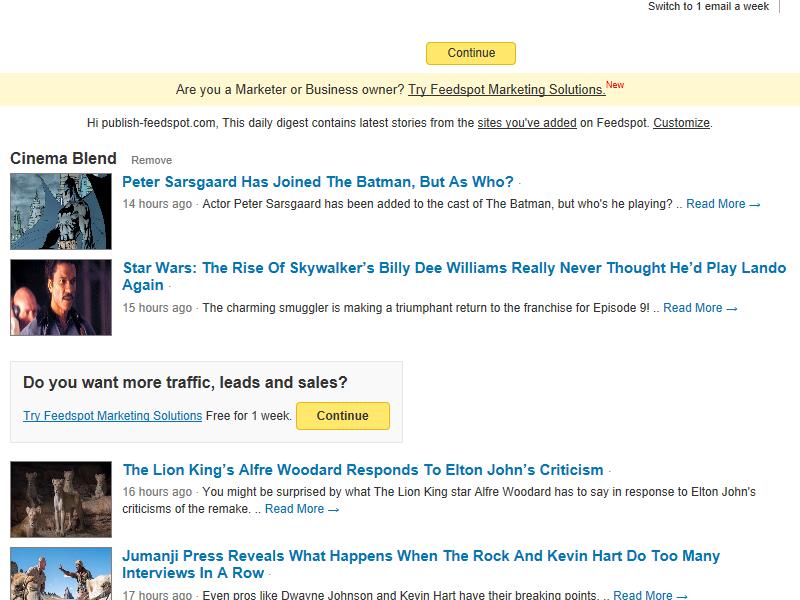 Switch to 1 email a week
Continue
Are you a Marketer or Business owner? Try Feedspot Marketing Solutions.New
Hi publish-feedspot.com, This daily digest contains latest stories from the sites you've added on Feedspot. Customize.
Cinema Blend Remove
Peter Sarsgaard Has Joined The Batman, But As Who? ·
14 hours ago · Actor Peter Sarsgaard has been added to the cast of The Batman, but who's he playing? .. Read More →
Star Wars: The Rise Of Skywalker’s Billy Dee Williams Really Never Thought He’d Play Lando
Again ·
15 hours ago · The charming smuggler is making a triumphant return to the franchise for Episode 9! .. Read More →
Do you want more traffic, leads and sales?
Try Feedspot Marketing Solutions Free for 1 week. Continue
The Lion King’s Alfre Woodard Responds To Elton John’s Criticism ·
16 hours ago · You might be surprised by what The Lion King star Alfre Woodard has to say in response to Elton John's
criticisms of the remake. .. Read More →
Jumanji Press Reveals What Happens When The Rock And Kevin Hart Do Too Many
Interviews In A Row ·
17 hours ago · Even pros like Dwayne Johnson and Kevin Hart have their breaking points. .. Read More →